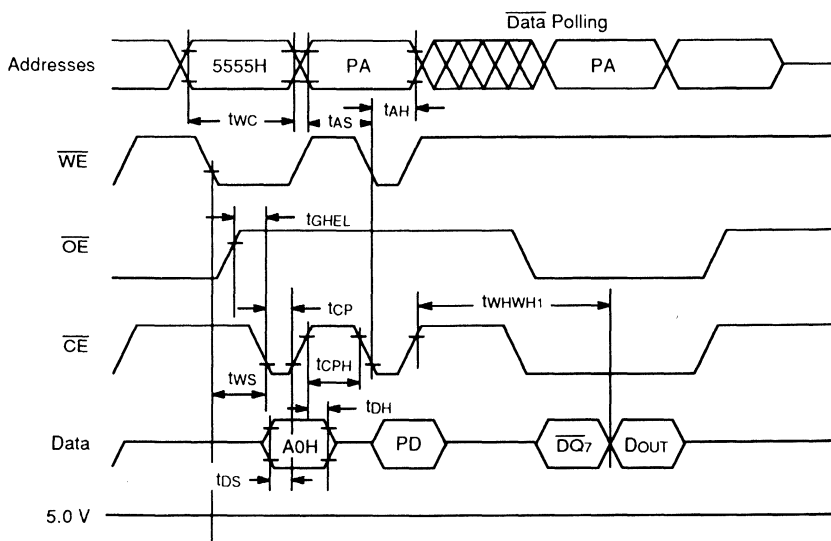 Data Polling
Addresses
5555H
PA
PA
tWC
tAS
tAH
WE
tGHEL
OE
tCP
tWHWH1
CE
tWS
tCPH
tDH
Data
A0H
PD
DQ7
DOUT
tDS
5.0 V